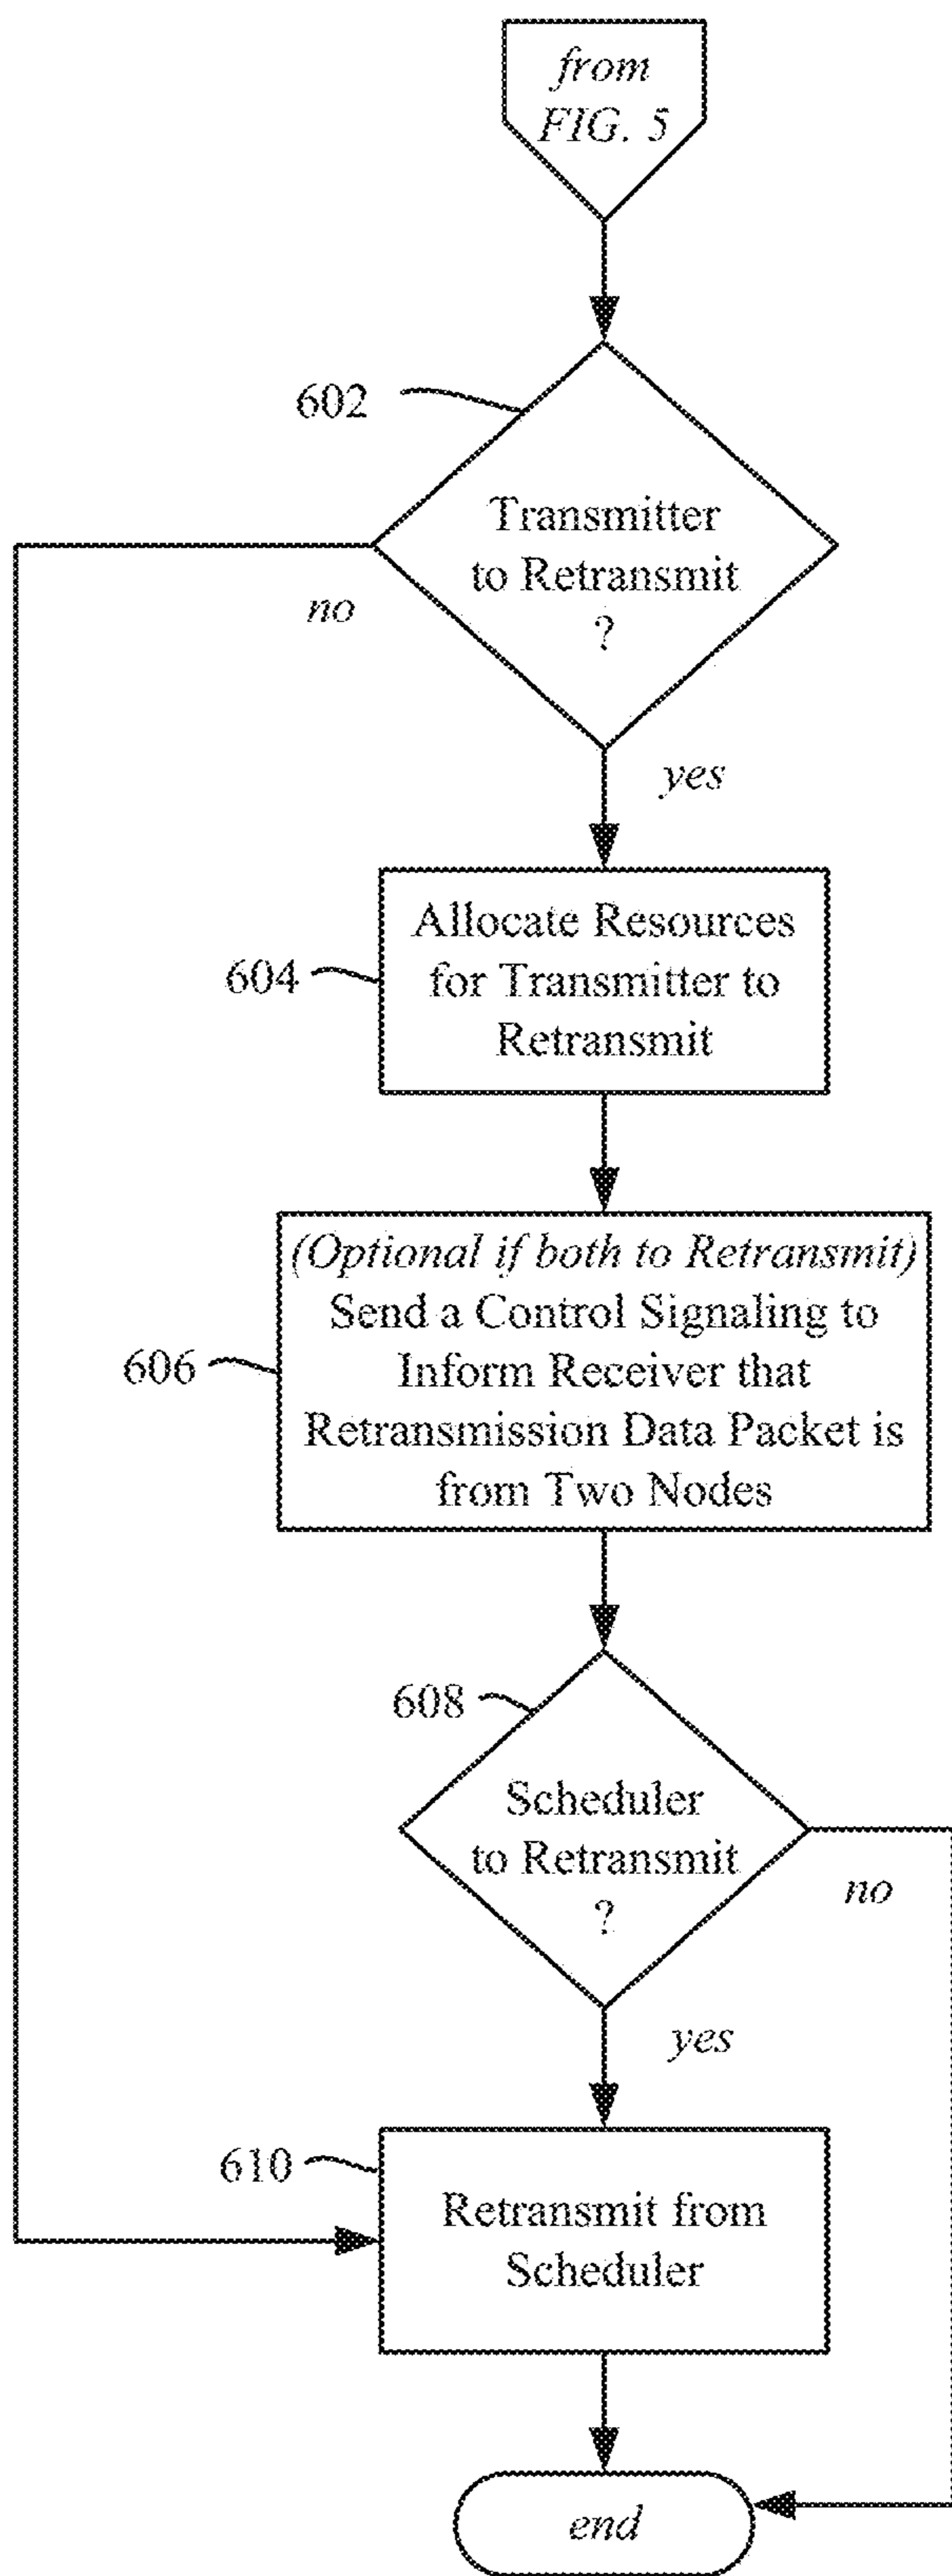 from
FIG. 5
602
Transmitter
to Retransmit
?
no
yes
604
Allocate Resources
for Transmitter to
Retransmit
606
(Optional if both to Retransmit)
Send a Control Signaling to
Inform Receiver that
Retransmission Data Packet is
from Two Nodes
608
Scheduler
to Retransmit
?
no
yes
610
Retransmit from
Scheduler
end